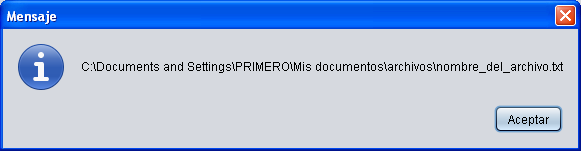 Mensaje
C:\Documents and Settings\PRIMERO\Mis documentos\archivos\nombre_del_archivo.txt
Aceptar